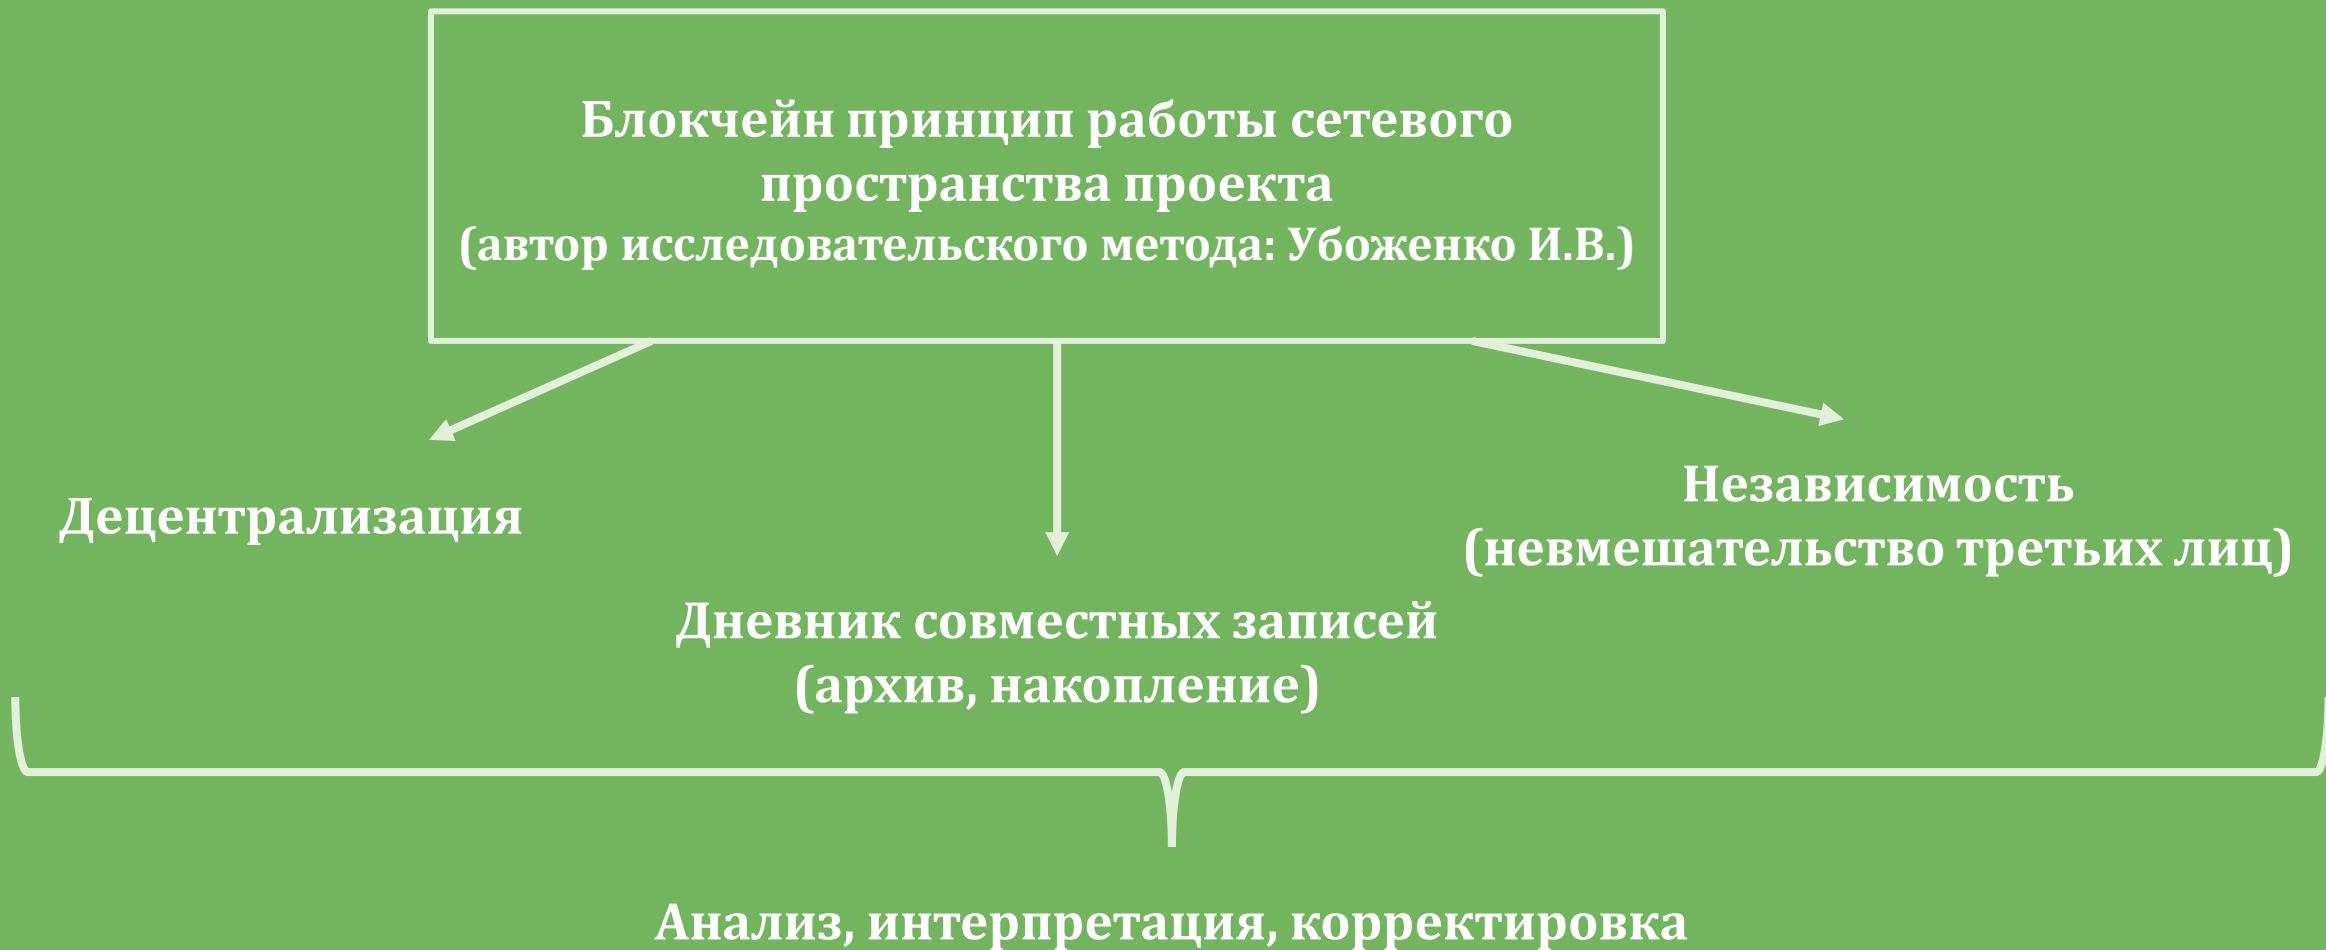 Блокчейн принцип работы сетевого
пространства проекта
(автор исследовательского метода: Убоженко И.В.)
Децентрализация
Дневник совместных записей
(архив, накопление)
Независимость
(невмешательство третьих лиц)
Анализ, интерпретация, корректировка